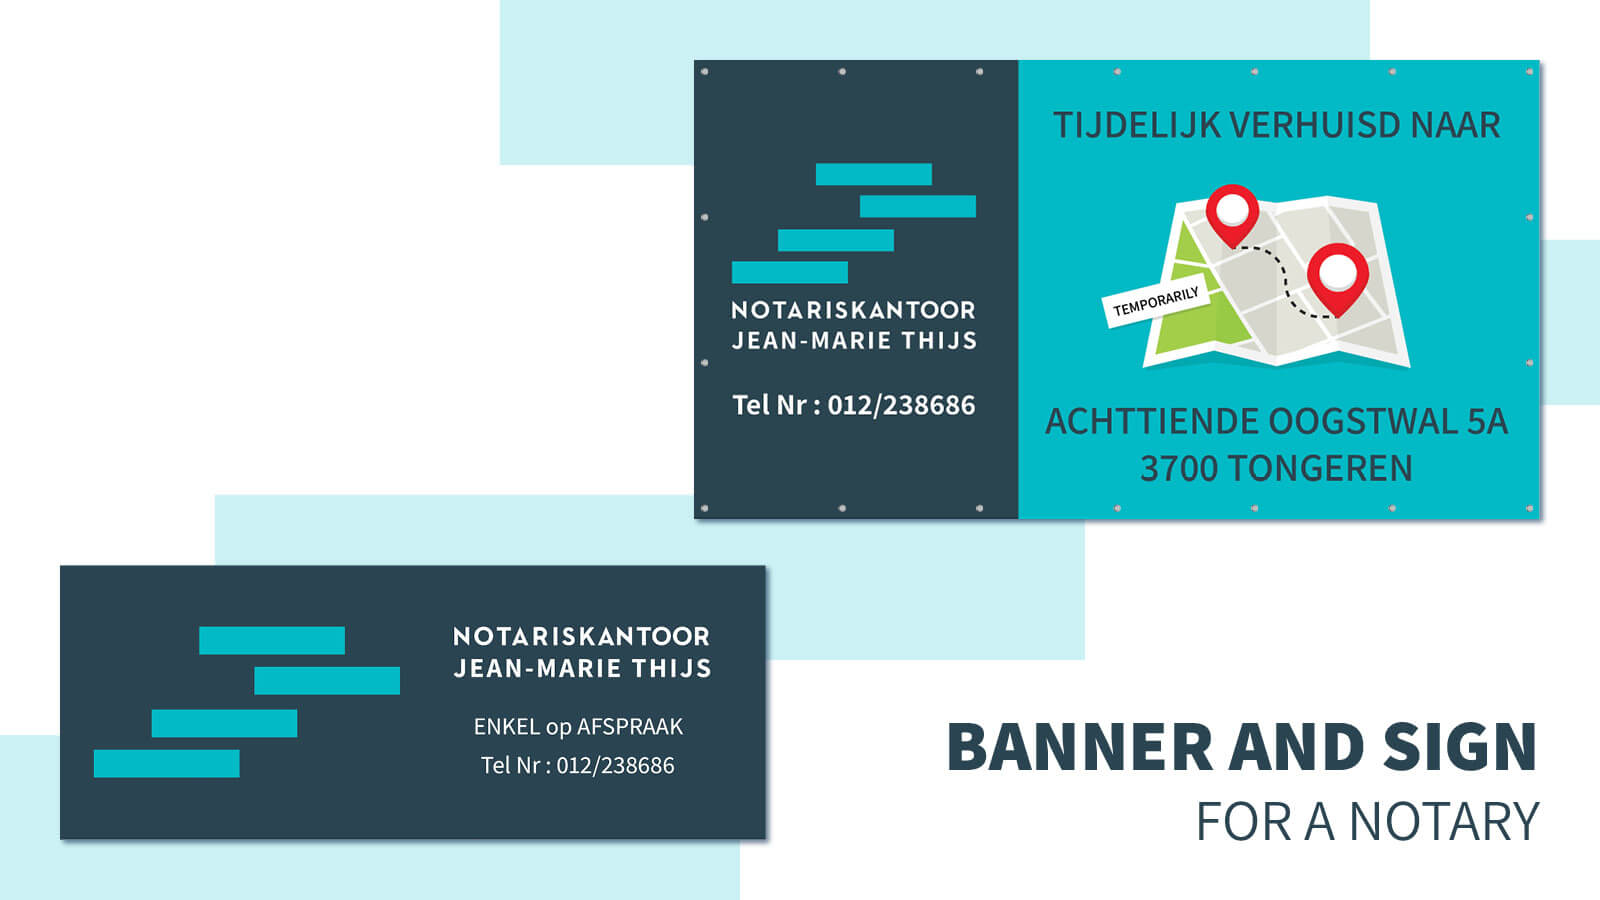 NOTARISKANTOOR
JEAN-MARIE THIJS
Tel Nr : 012/238686
TIJDELIJK VERHUISD NAAR
TEMPORARILY
ACHTTIENDE OOGSTWAL 5A
3700 TONGEREN
NOTARISKANTOOR
JEAN-MARIE THIJS
ENKEL op AFSPRAAK
Tel Nr : 012/238686
BANNER AND SIGN
FOR A NOTARY